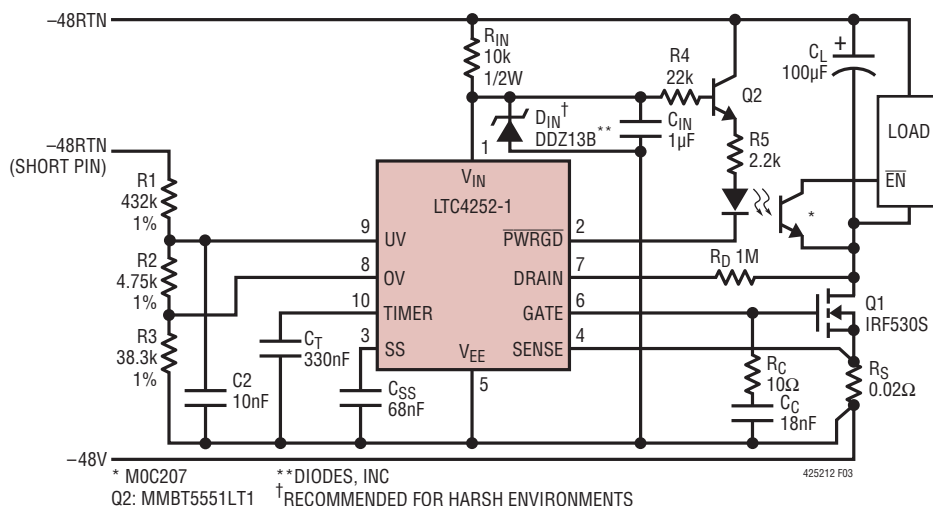 –48RTN
RIN
10k
1/2W
R4
22k
Q2
CL
100µF
+
LOAD
EN
DIN†
DDZ13B**
CIN
1µF
R5
2.2k
–48RTN
(SHORT PIN)
R1
432k
1%
R2
4.75k
1%
R3
38.3k
1%
1
VIN
LTC4252-1
9
UV
8
OV
10
TIMER
3
SS
VEE
5
2
PWRGD
7
DRAIN
6
GATE
4
SENSE
*
RD 1M
Q1
IRF530S
RS
0.02Ω
RC
10Ω
CC
18nF
CT
330nF
CSS
68nF
C2
10nF
–48V
* M0C207
**DIODES, INC
Q2: MMBT5551LT1
†RECOMMENDED FOR HARSH ENVIRONMENTS
425212 F03